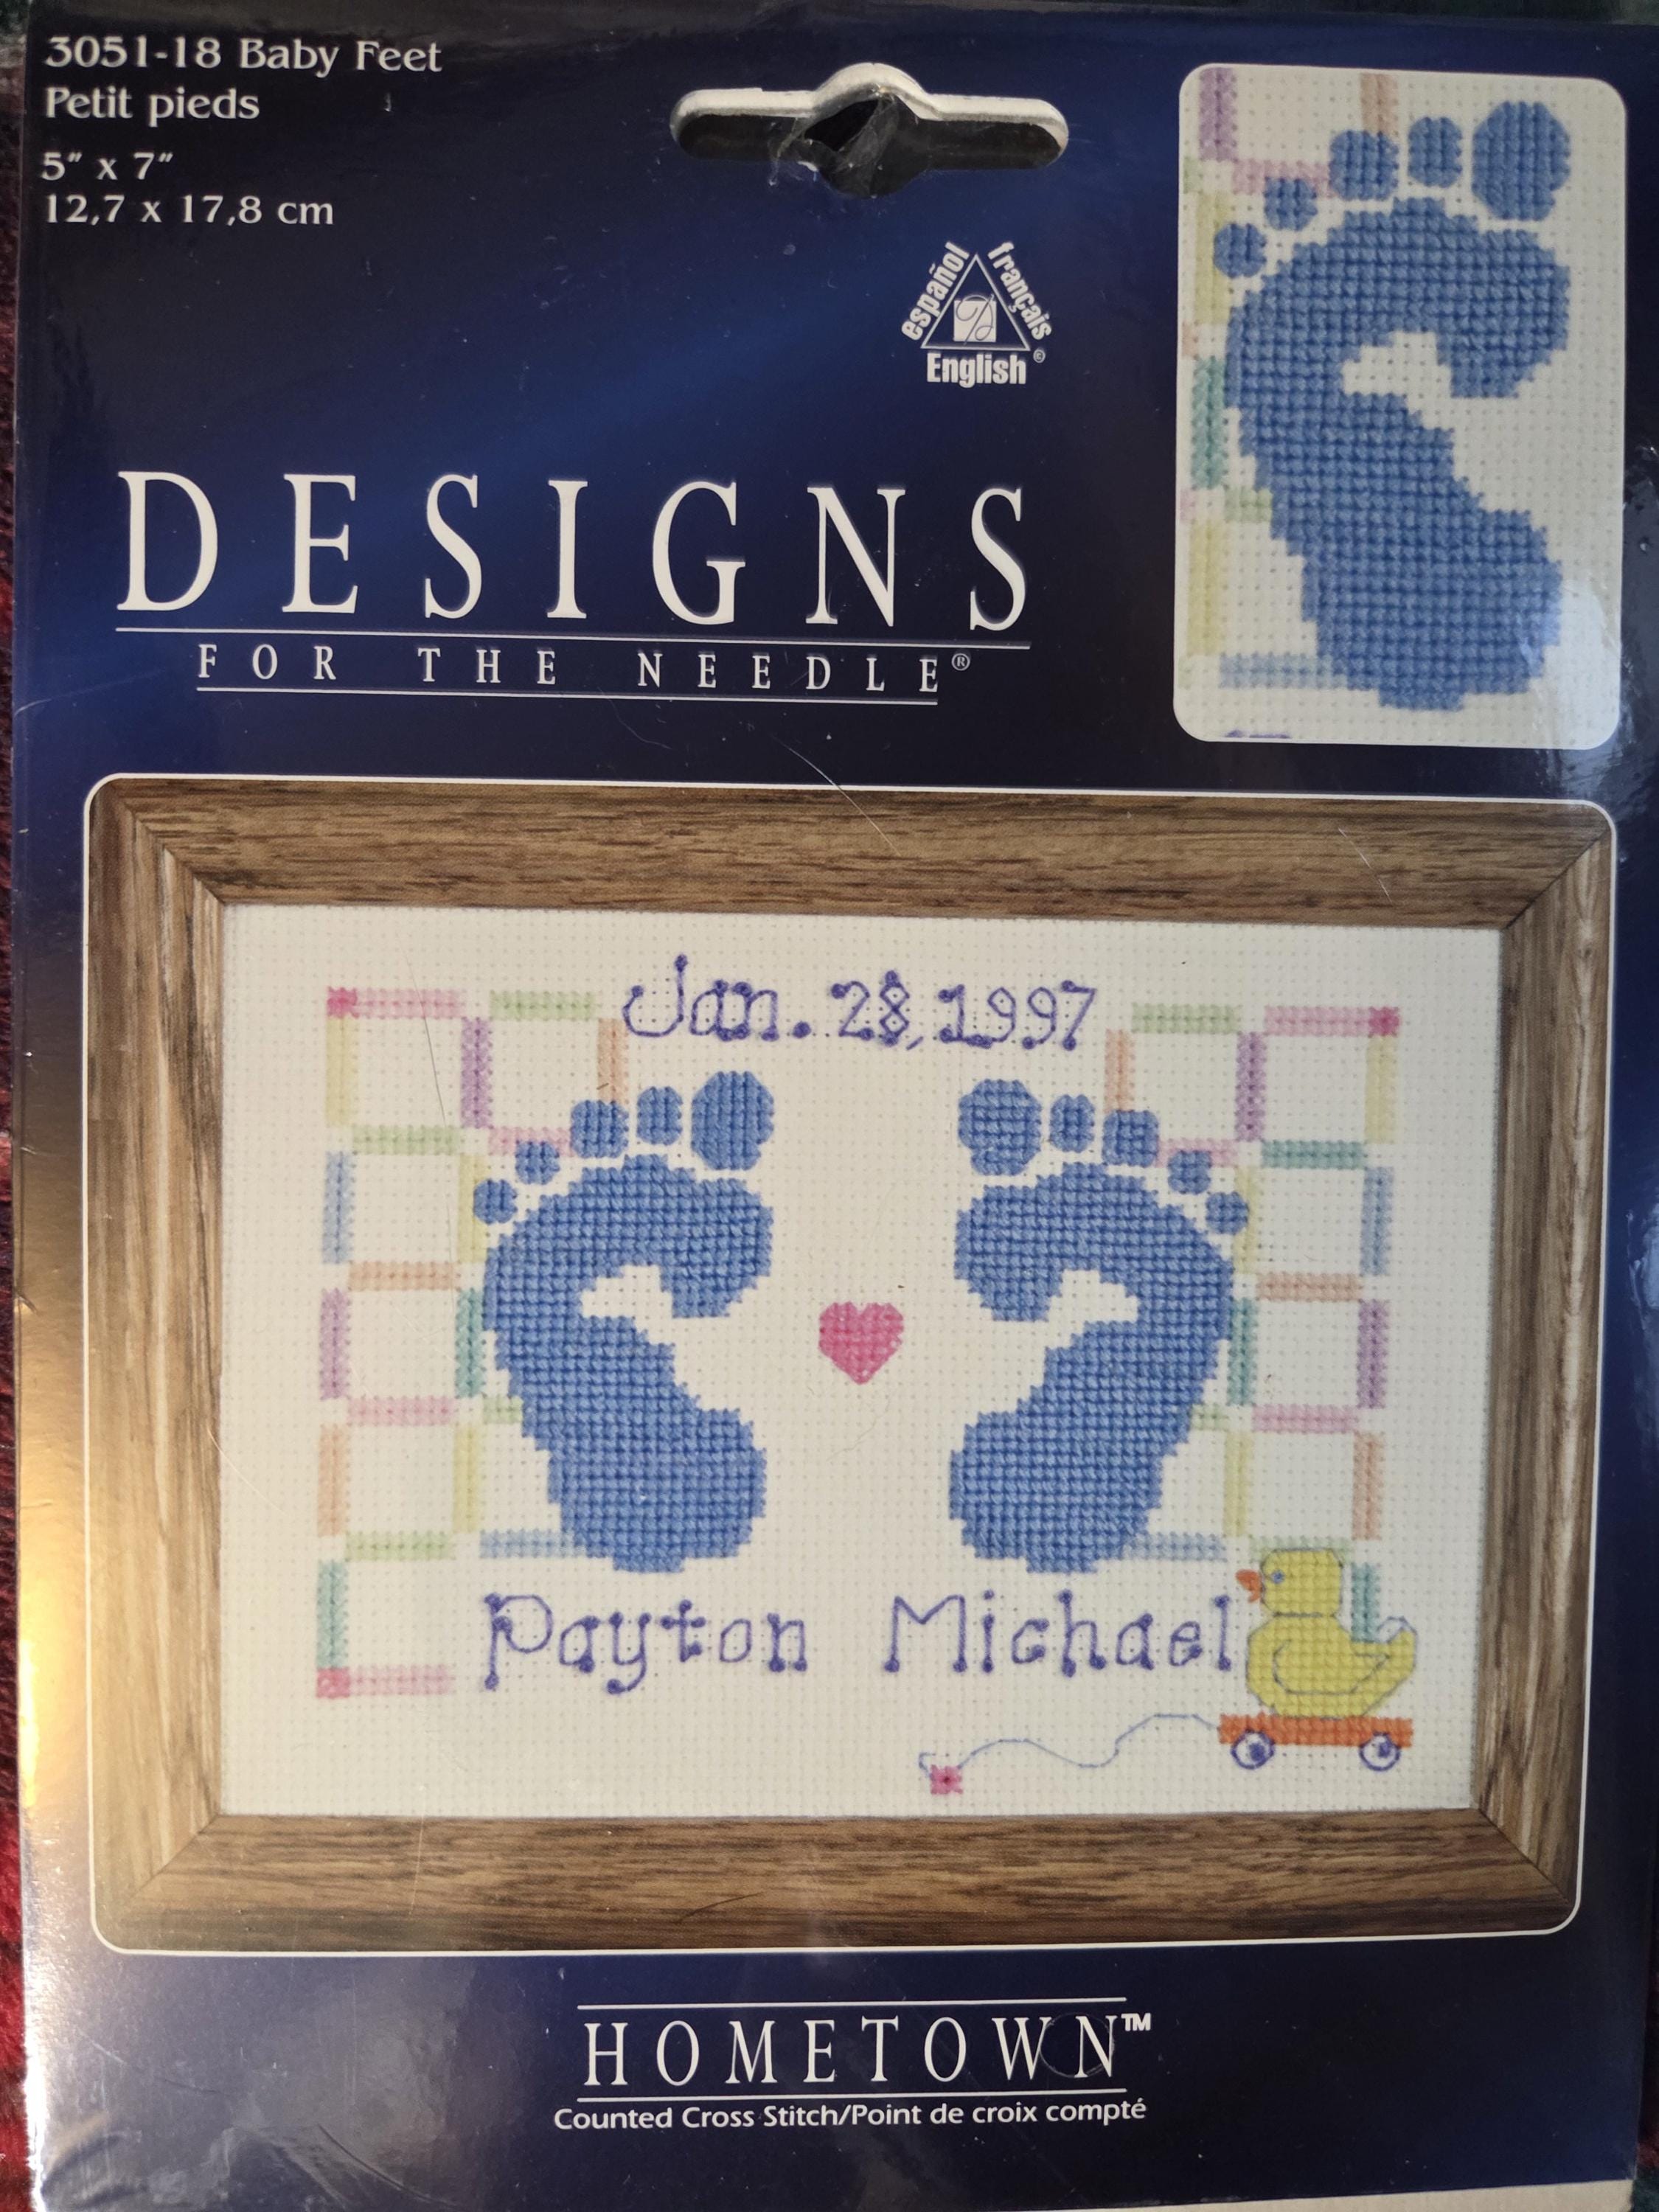 3051-18 Baby Feet
Petit pieds
5" x 7"
12,7 x 17,8 cm
español
français
English©
DESIGNS
FOR THE NEEDLE®
Jan. 28, 1997
Payton Michael
HOMETOWN™
Counted Cross Stitch/Point de croix compté